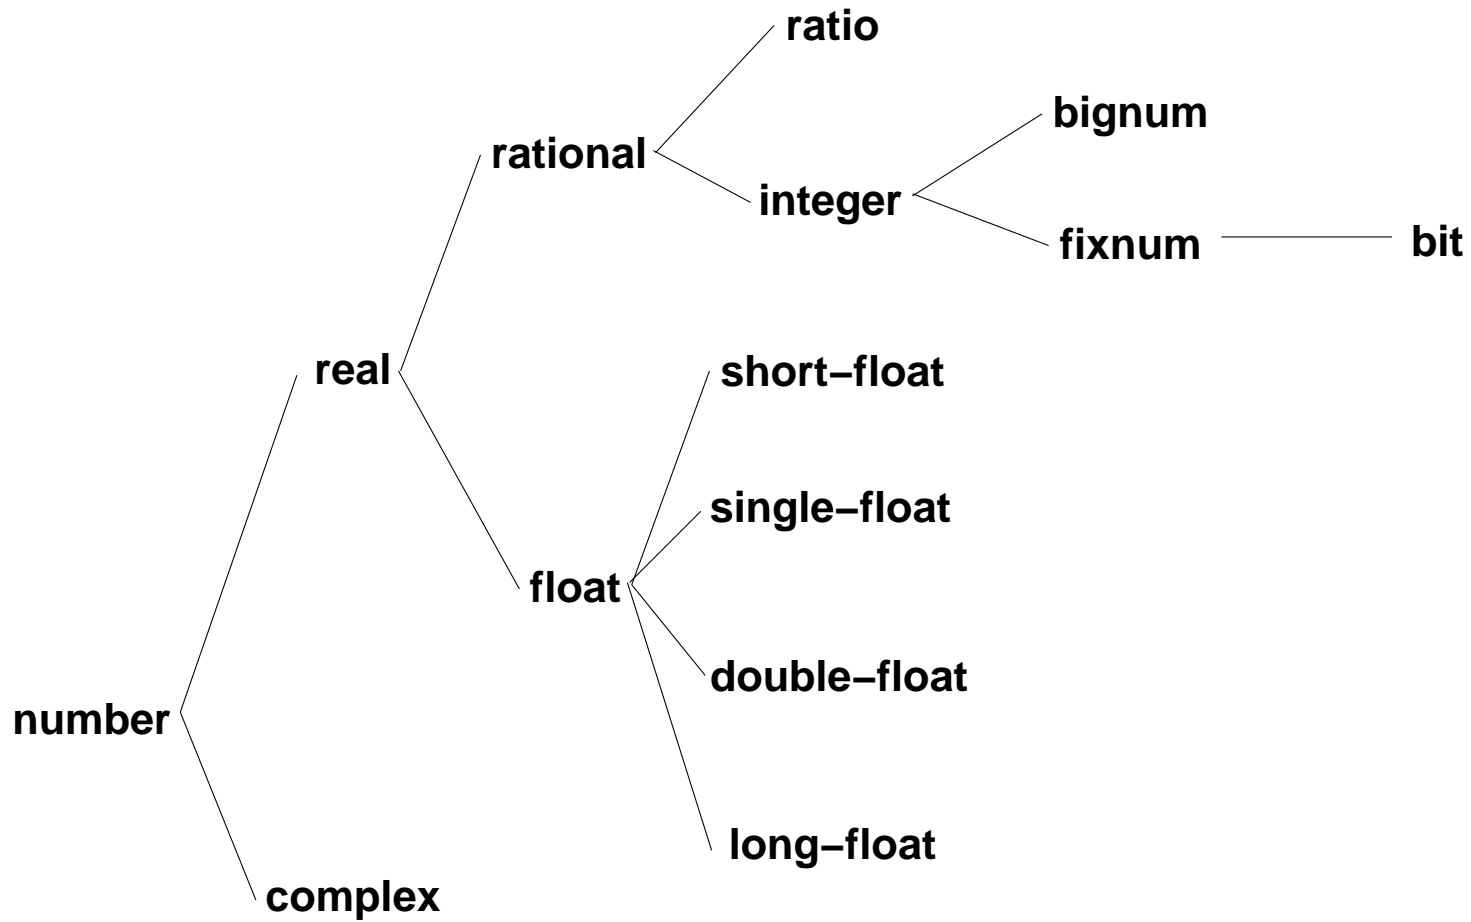 ratio
bignum
rational
integer
fixnum
bit
real
short–float
single–float
float
double–float
number
long–float
complex